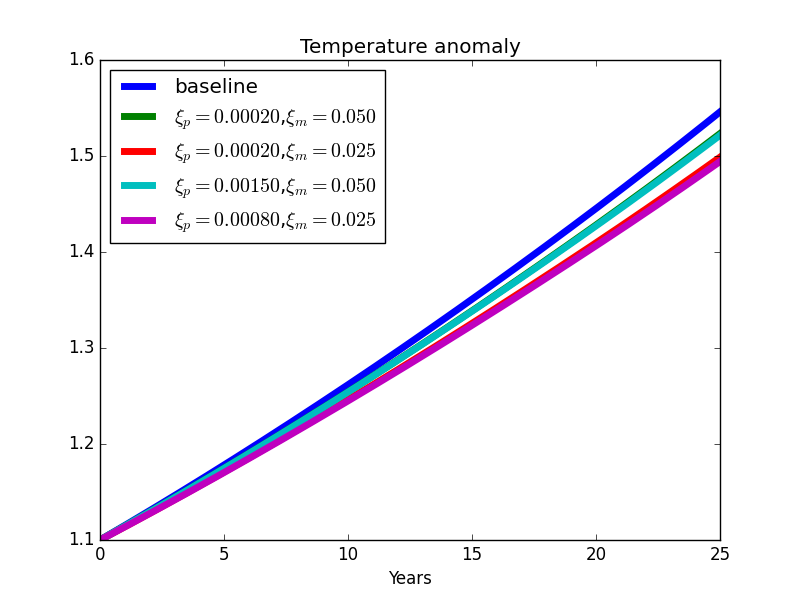 Temperature anomaly
1.6
1.5
1.4
1.3
1.2
1.1
baseline
ξp = 0.00020,ξm = 0.050
ξp = 0.00020,ξm = 0.025
ξp = 0.00150,ξm = 0.050
ξp = 0.00080,ξm = 0.025
0 5 10 15 20 25
Years